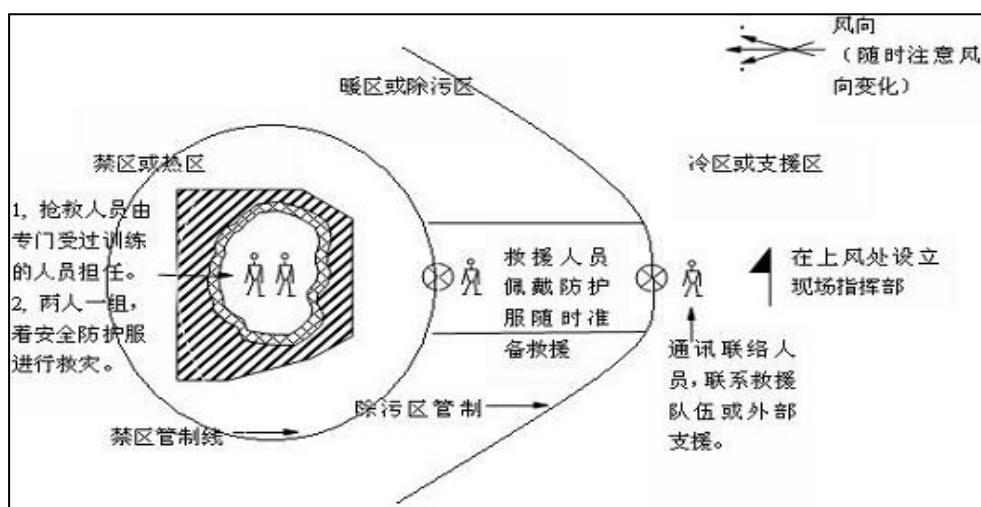 风向
（随时注意风
向变化）
暖区或除污区
禁区或热区
冷区或支援区
1, 抢救人员由
专门受过训练
的人员担任。
2, 两人一组，
着安全防护服
进行救灾。
救援人员
佩戴防护
服随时准
备救援
在上风处设立
现场指挥部
通讯联络人
员，联系救援
队伍或外部
支援。
除污区管制
禁区管制线